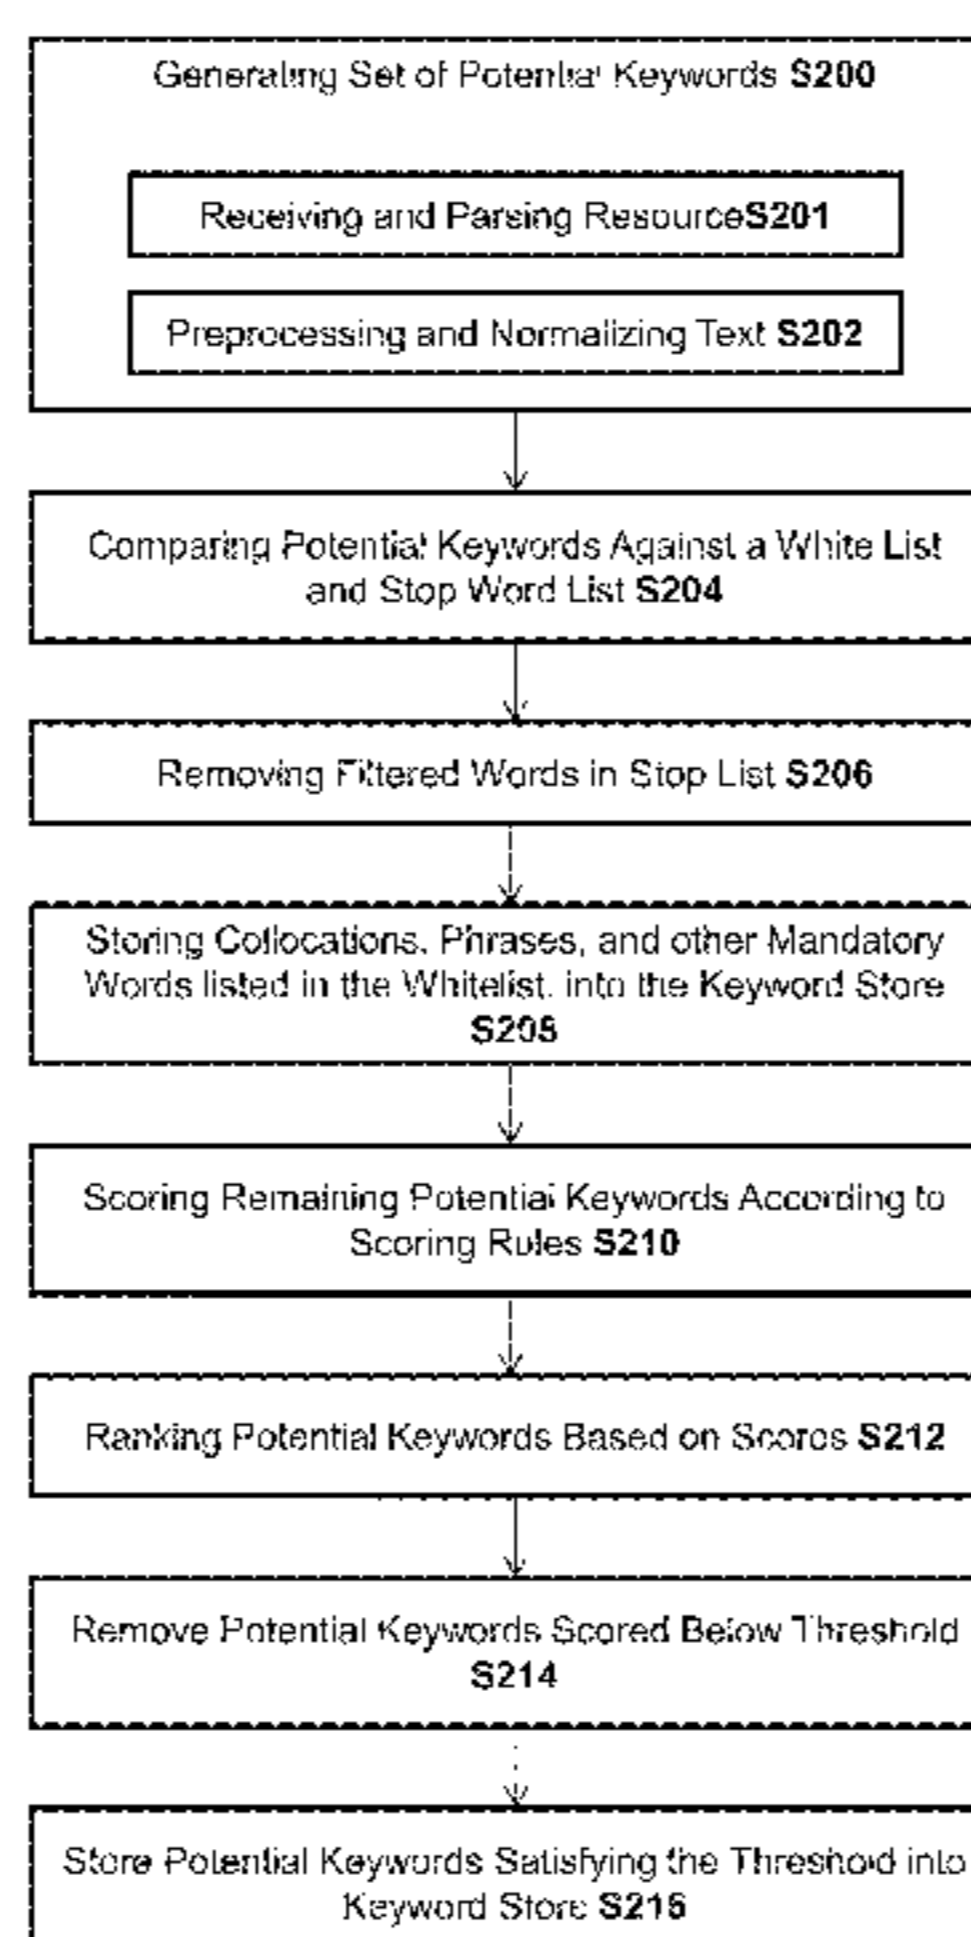 Generating Set of Potential Keywords S200
Receiving and Parsing ResourceS201
Preprocessing and Normalizing Text S202
Comparing Potential Keywords Against a White List
and Stop Word List S204
Removing Filtered Words in Stop List S206
Storing Collocations, Phrases, and other Mandatory
Words listed in the Whitelist, into the Keyword Store
S208
Scoring Remaining Potential Keywords According to
Scoring Rules S210
Ranking Potential Keywords Based on Scores S212
Remove Potential Keywords Scored Below Threshold
S214
Store Potential Keywords Satisfying the Threshold into
Keyword Store S216